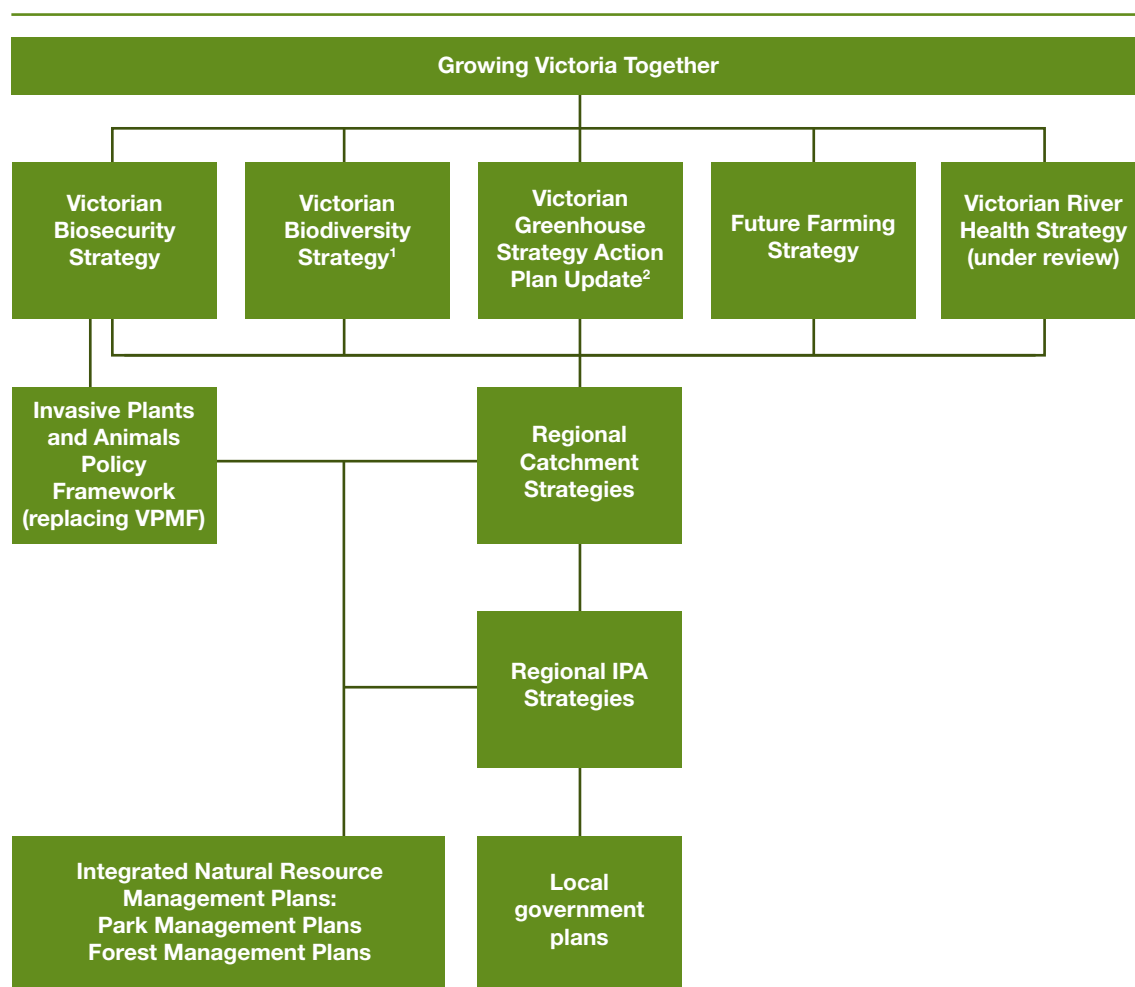 Growing Victoria Together
Victorian
Biosecurity
Strategy
Victorian
Biodiversity
Strategy¹
Victorian
Greenhouse
Strategy Action
Plan Update²
Future Farming
Strategy
Victorian River
Health Strategy
(under review)
Invasive Plants
and Animals
Policy
Framework
(replacing VPMF)
Regional
Catchment
Strategies
Regional IPA
Strategies
Integrated Natural Resource
Management Plans:
Park Management Plans
Forest Management Plans
Local
government
plans